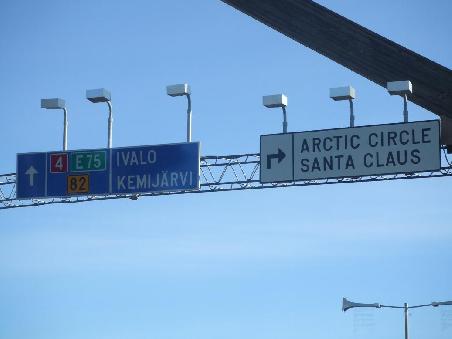 4 E75 IVALO
82 KEMIJÄRVI
ARCTIC CIRCLE
SANTA CLAUS